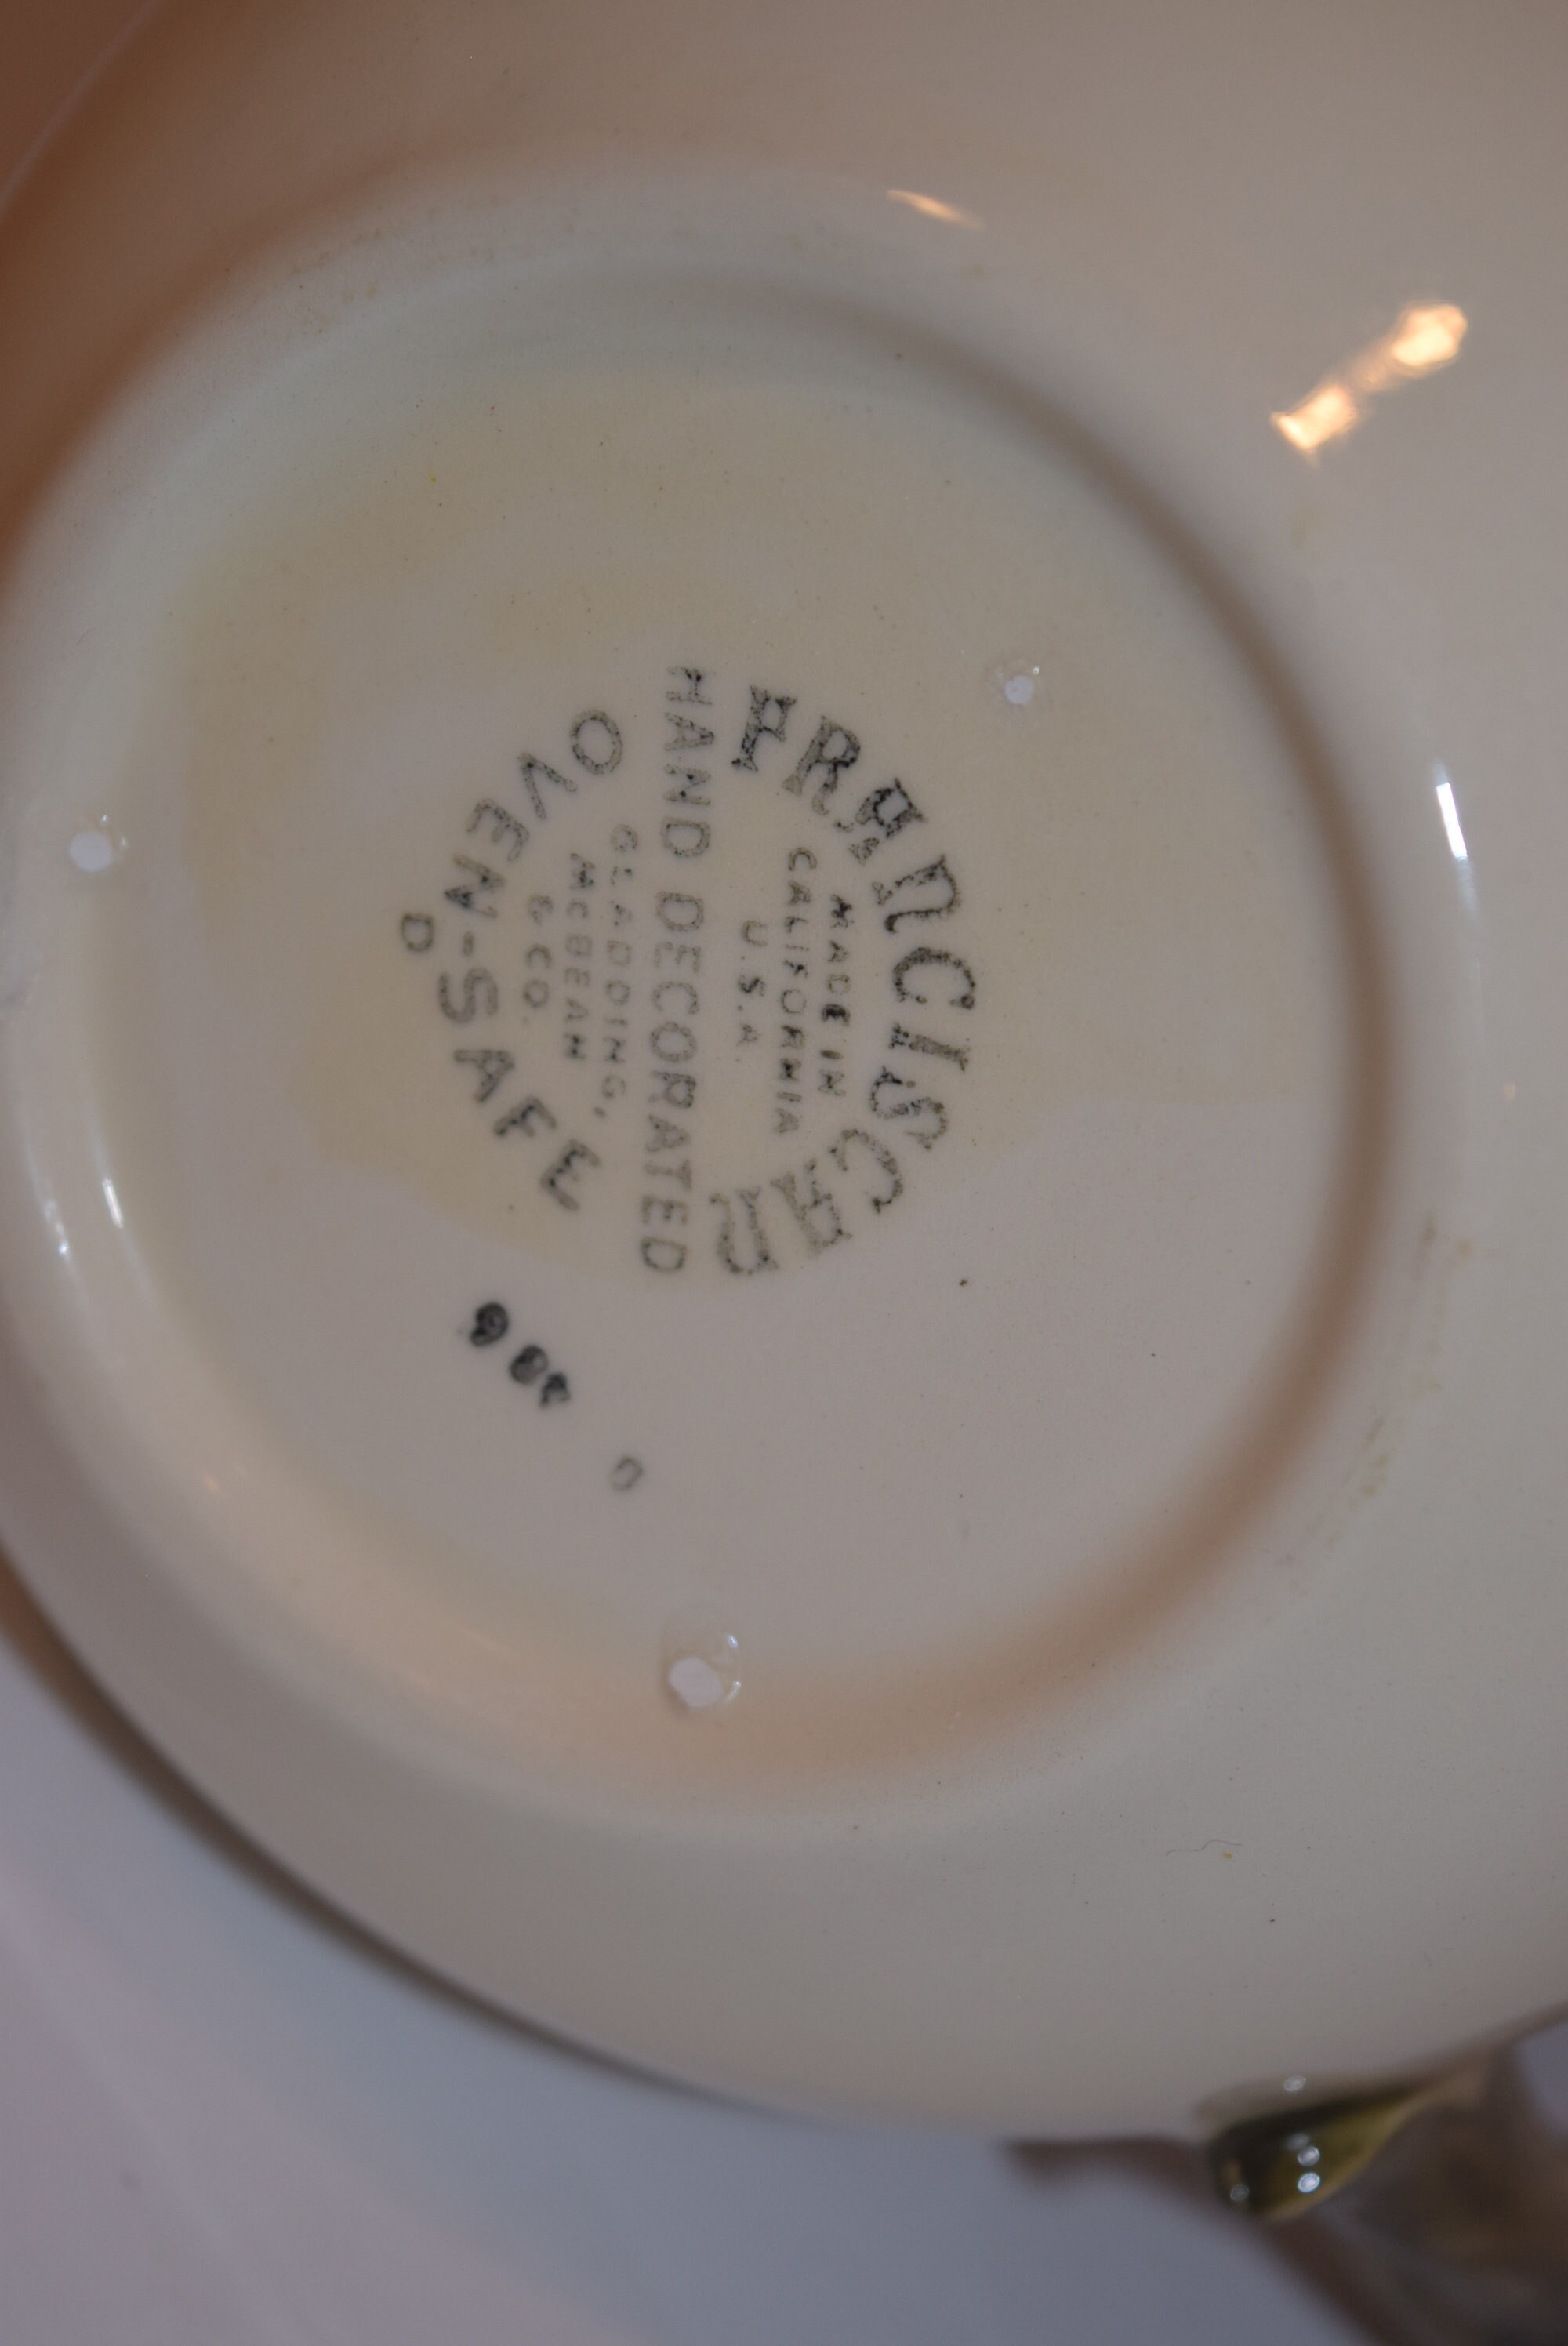 FRANCISCAN
MADE IN
CALIFORNIA
U.S.A.
HAND DECORATED
GLADDING,
McBEAN
& CO.
OVEN-SAFE
D